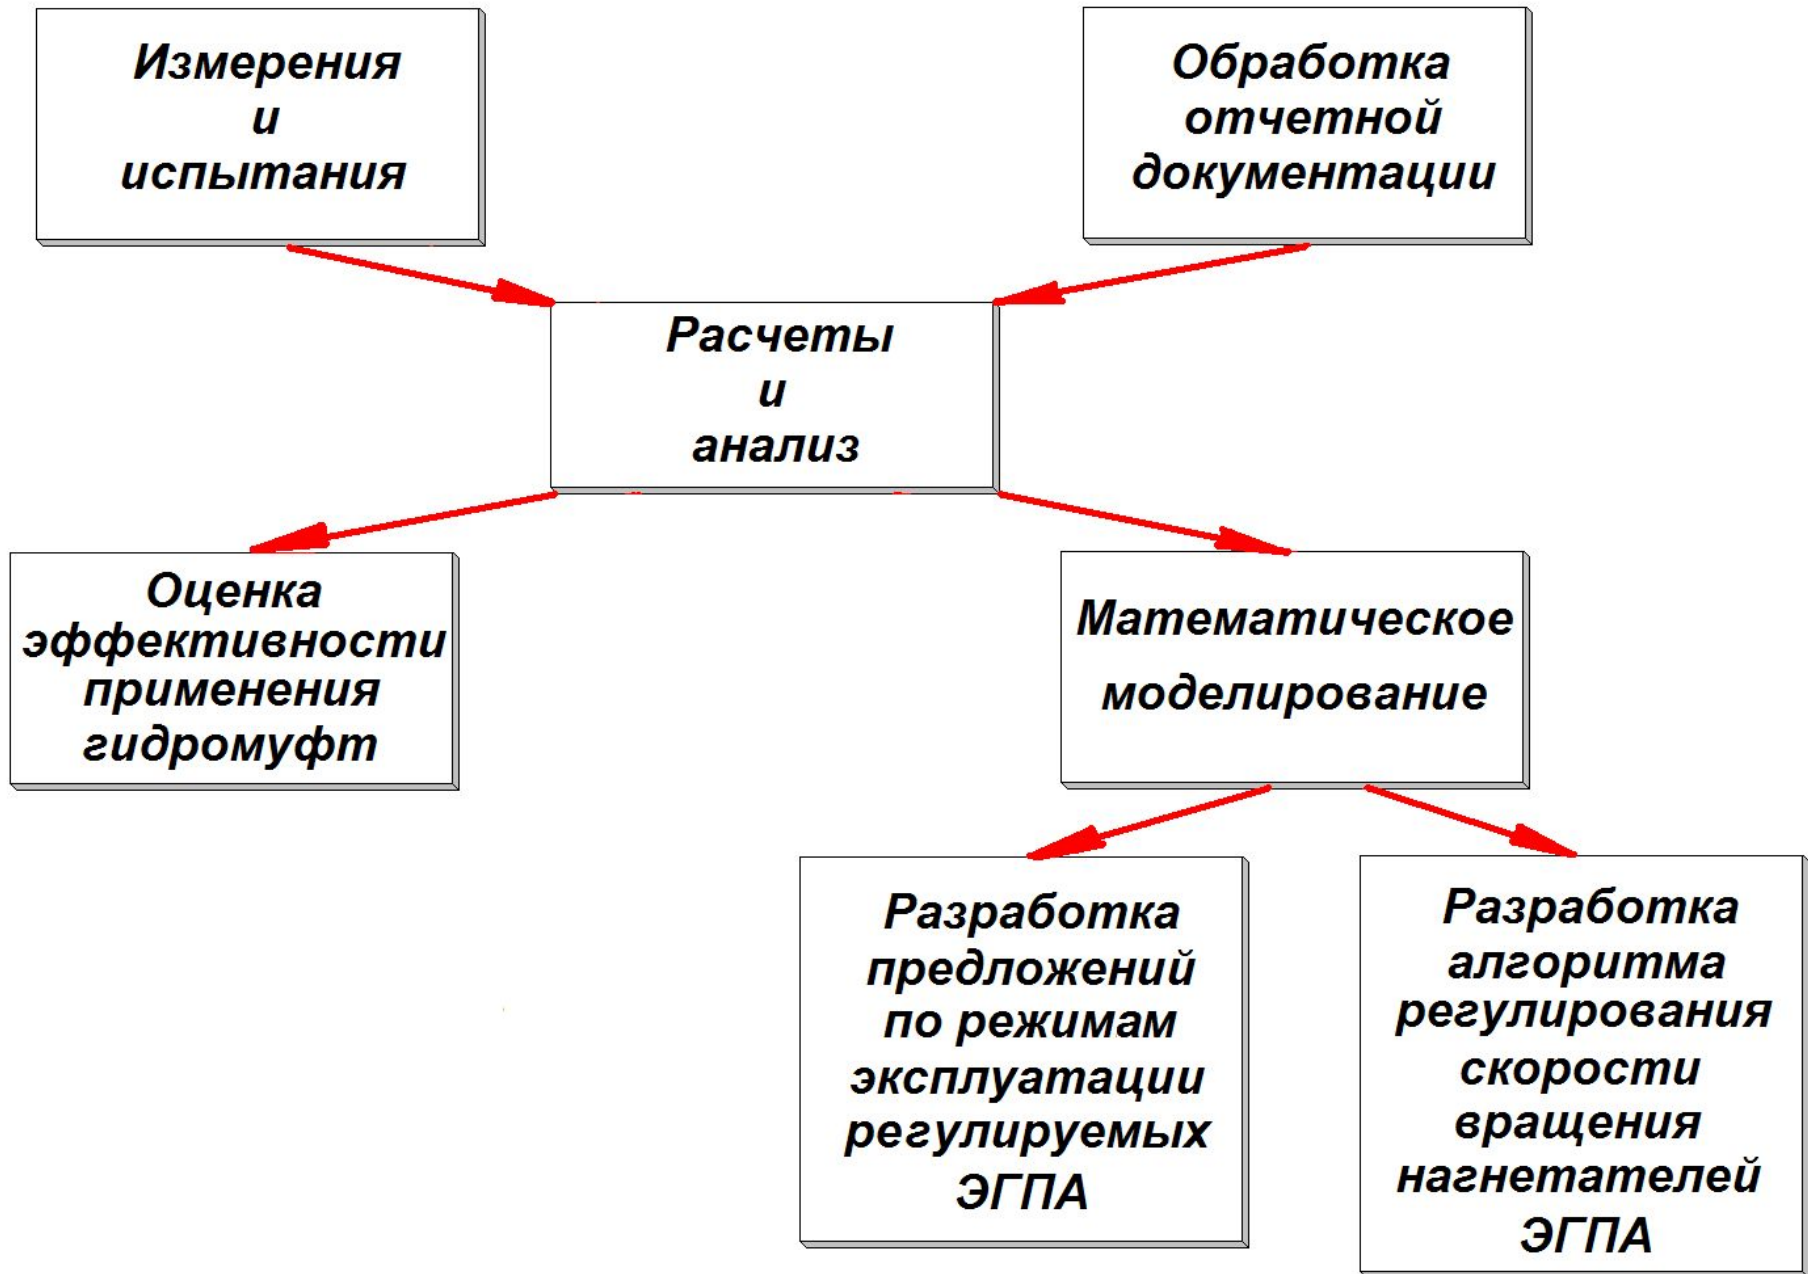 Измерения
и
испытания
Обработка
отчетной
документации
Расчеты
и
анализ
Оценка
эффективности
применения
гидромуфт
Математическое
моделирование
Разработка
предложений
по режимам
эксплуатации
регулируемых
ЭГПА
Разработка
алгоритма
регулирования
скорости
вращения
нагнетателей
ЭГПА